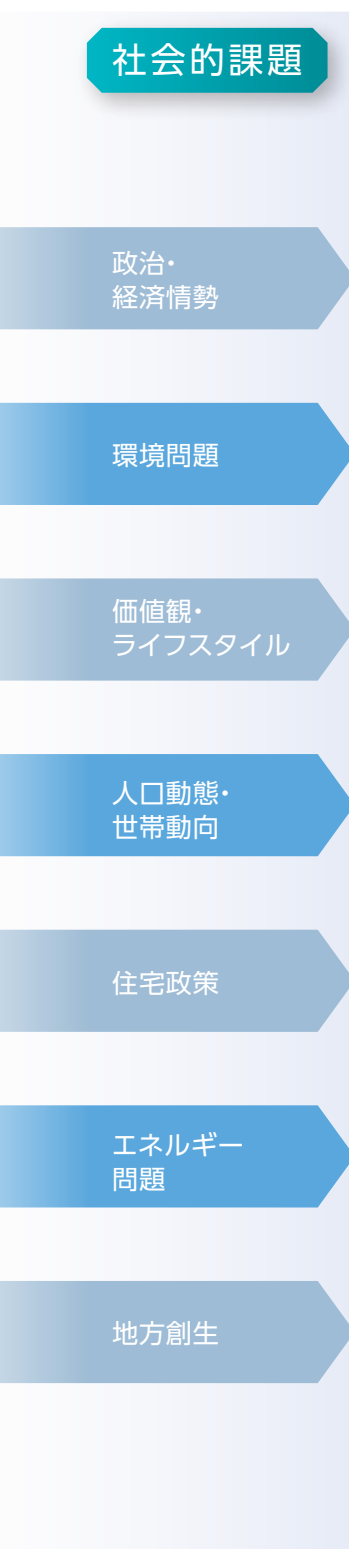 社会的課題
政治・
経済情勢
環境問題
価値観・
ライフスタイル
人口動態・
世帯動向
住宅政策
エネルギー
問題
地方創生